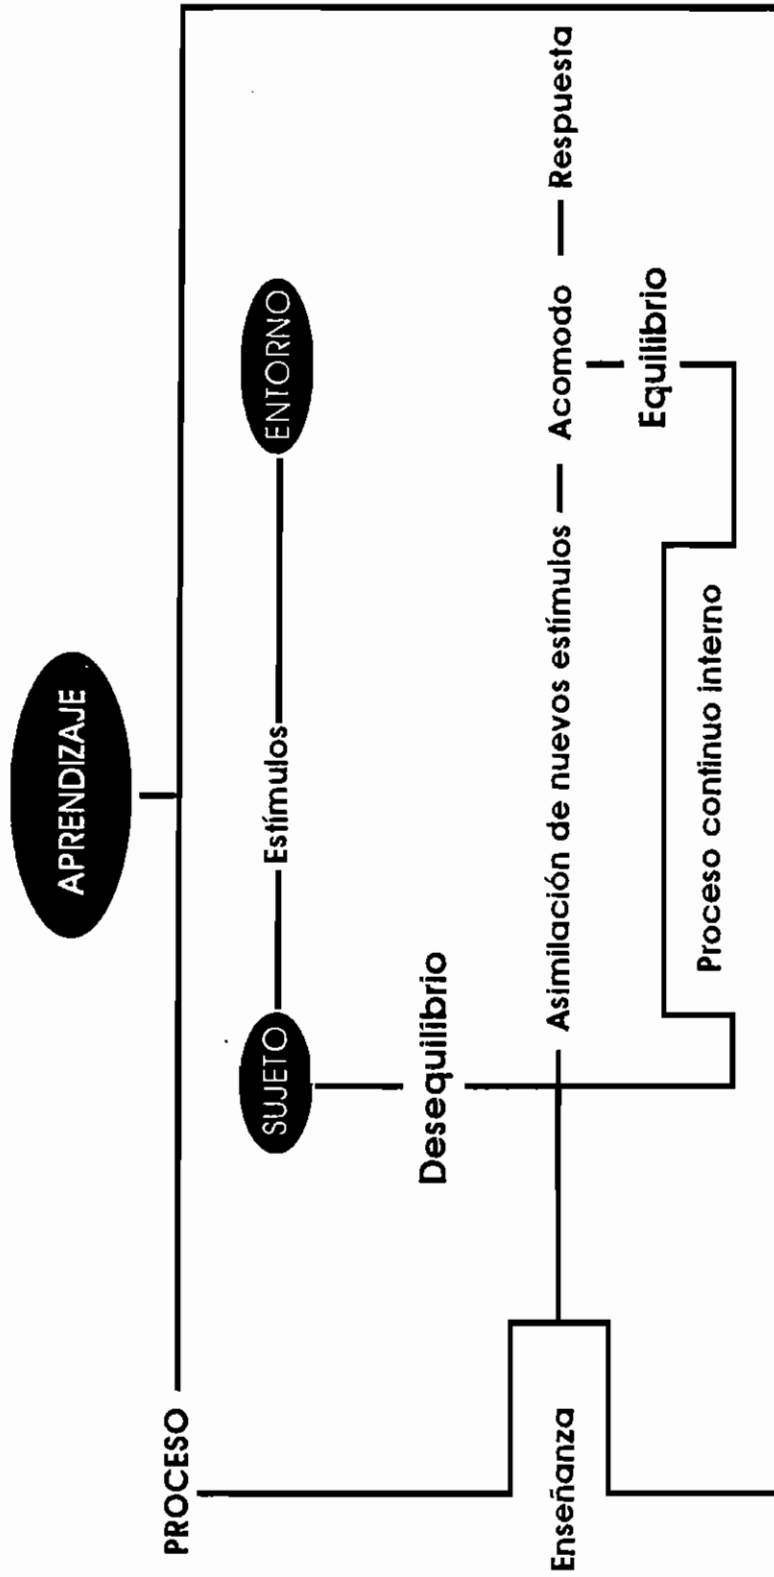 APRENDIZAJE
PROCESO
SUJETO
Estímulos
ENTORNO
Desequilibrio
Enseñanza
Asimilación de nuevos estímulos
Acomodo
Respuesta
Equilibrio
Proceso continuo interno